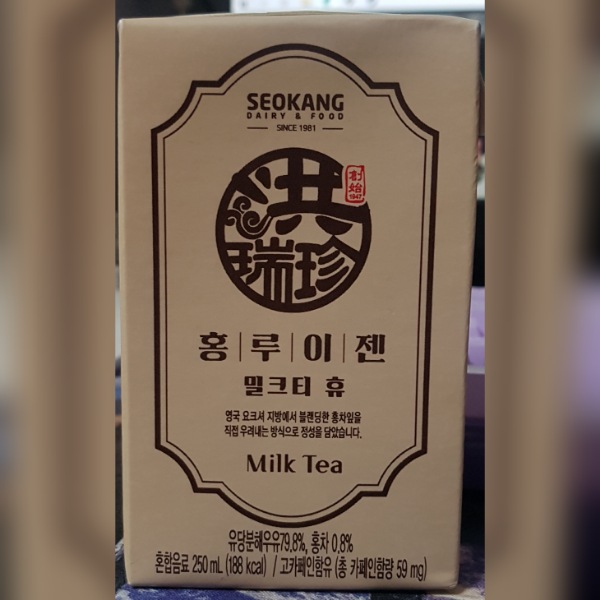 SEOKANG
DAIRY & FOOD
SINCE 1981
創始
1947
洪
瑞珍
홍|루|이|젠
밀크티 휴
영국 요크셔 지방에서 블렌딩한 홍차잎을
직접 우려내는 방식으로 정성을 담았습니다.
Milk Tea
유당분해우유79.8%, 홍차 0.8%
혼합음료 250 mL (188 kcal) / 고카페인함유 (총 카페인함량 59 mg)